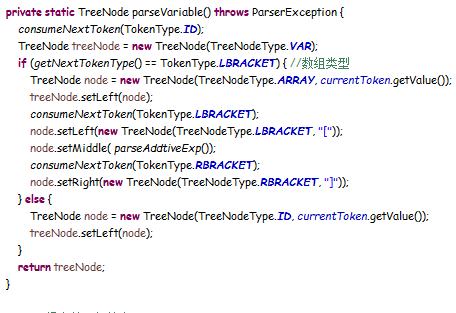 private static TreeNode parseVariable() throws ParserException {
consumeNextToken(TokenType.ID);
TreeNode treeNode = new TreeNode(TreeNodeType.VAR);
if (getNextTokenType() == TokenType.LBRACKET) { //数组类型
TreeNode node = new TreeNode(TreeNodeType.ARRAY, currentToken.getValue());
treeNode.setLeft(node);
consumeNextToken(TokenType.LBRACKET);
node.setLeft(new TreeNode(TreeNodeType.LBRACKET, "["));
node.setMiddle( parseAddtiveExp());
consumeNextToken(TokenType.RBRACKET);
node.setRight(new TreeNode(TreeNodeType.RBRACKET, "]"));
} else {
TreeNode node = new TreeNode(TreeNodeType.ID, currentToken.getValue());
treeNode.setLeft(node);
}
return treeNode;
}